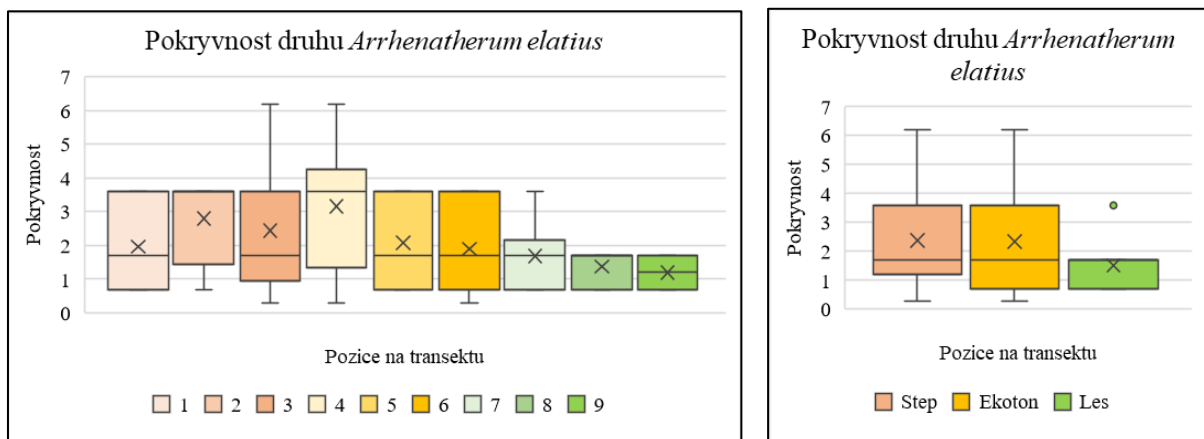 Pokryvnost druhu Arrhenatherum elatius
7
6
5
4
3
2
1
0
Pokryvnost
Pozice na transektu
1 2 3 4 5 6 7 8 9
Pokryvnost druhu Arrhenatherum
elatius
7
6
5
4
3
2
1
0
Pokryvnost
Pozice na transektu
Step Ekoton Les